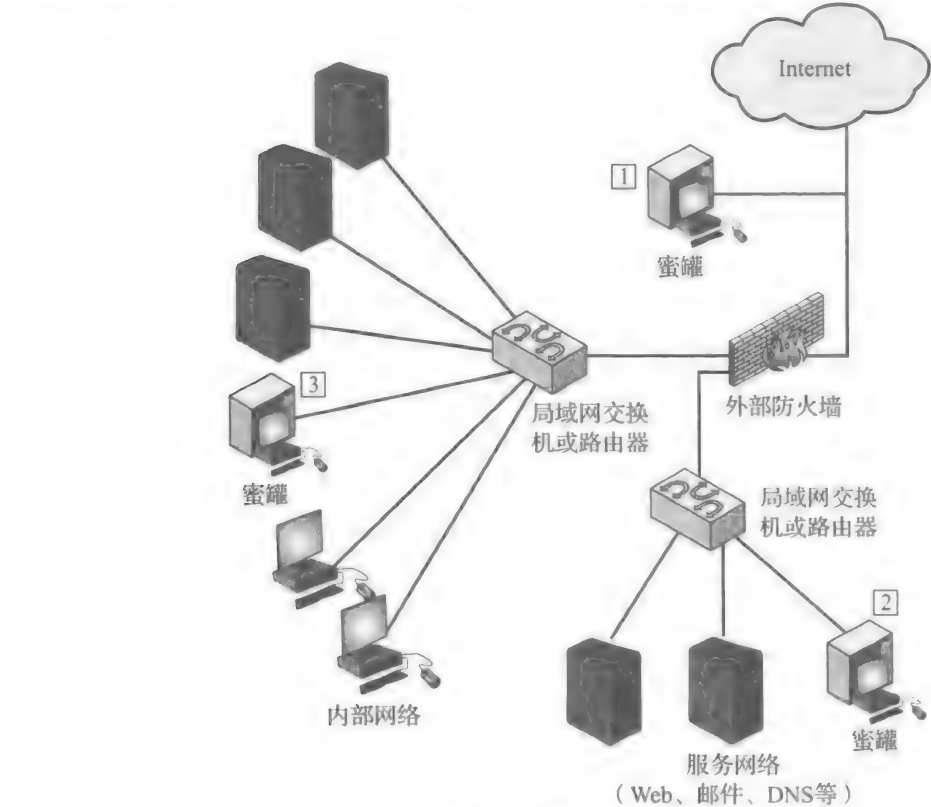 Internet
1
蜜罐
3
局域网交换
机或路由器
外部防火墙
蜜罐
局域网交换
机或路由器
2
内部网络
蜜罐
服务网络
（Web、邮件、DNS等）